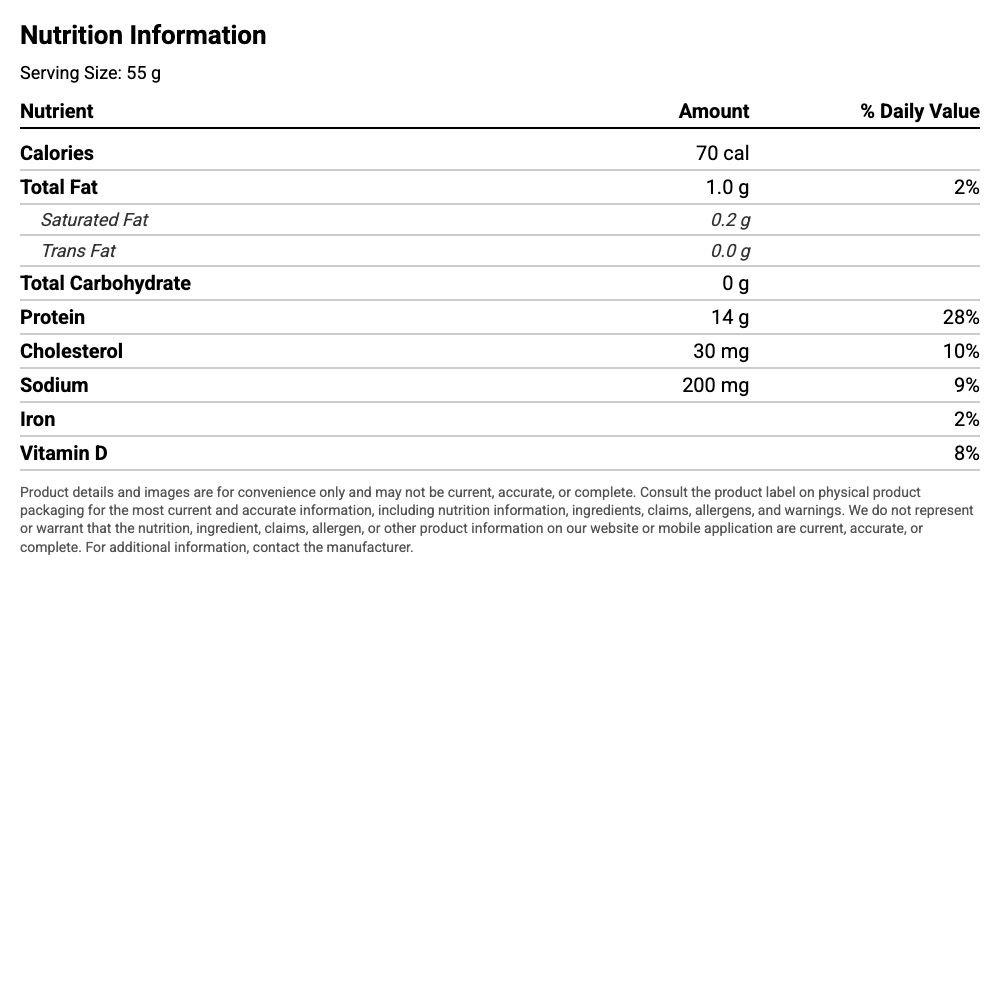 Nutrition Information
Serving Size: 55 g
Nutrient Amount % Daily Value
Calories 70 cal
Total Fat 1.0 g 2%
Saturated Fat 0.2 g
Trans Fat 0.0 g
Total Carbohydrate 0 g
Protein 14 g 28%
Cholesterol 30 mg 10%
Sodium 200 mg 9%
Iron 2%
Vitamin D 8%
Product details and images are for convenience only and may not be current, accurate, or complete. Consult the product label on physical product
packaging for the most current and accurate information, including nutrition information, ingredients, claims, allergens, and warnings. We do not represent
or warrant that the nutrition, ingredient, claims, allergen, or other product information on our website or mobile application are current, accurate, or
complete. For additional information, contact the manufacturer.